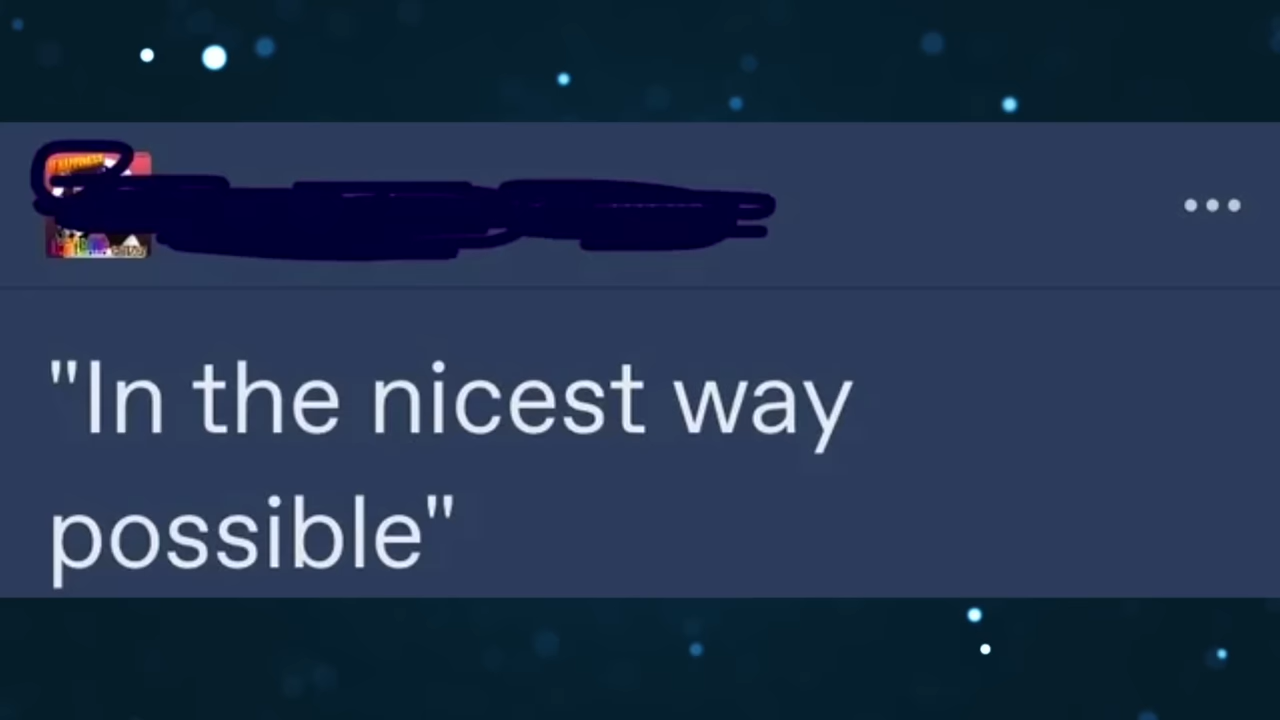 "In the nicest way
possible"